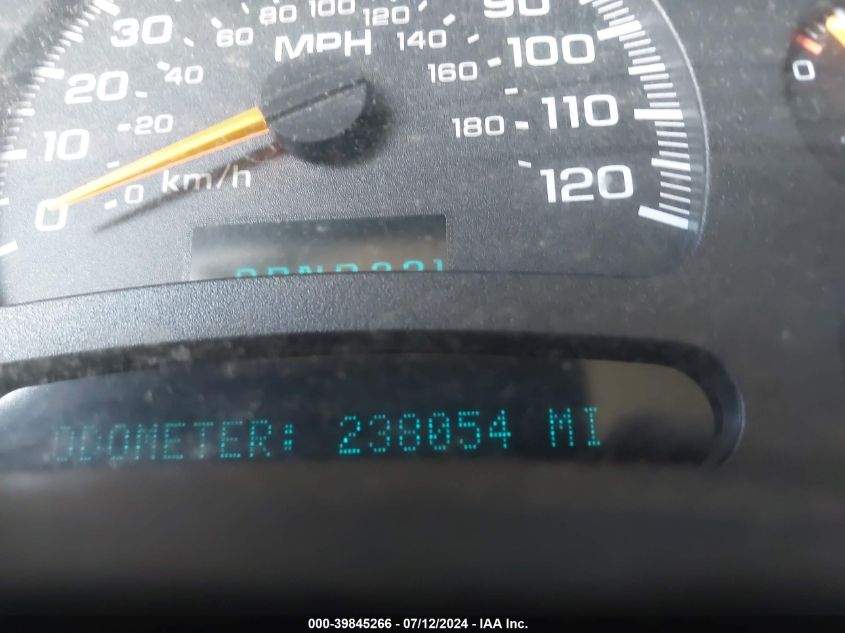 80 100 120
30 60 MPH 140 90
20 40 160 100
10 20 180 110
0 0 km/h 120
0
PRND321
ODOMETER: 238054 MI
000-39845266 - 07/12/2024 - IAA Inc.